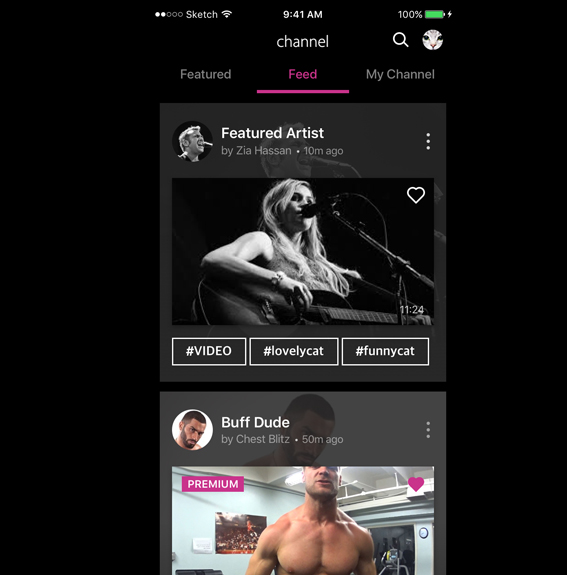 Sketch 9:41 AM 100%
channel
Featured Feed My Channel
Featured Artist
by Zia Hassan • 10m ago
11:24
#VIDEO #lovelycat #funnycat
Buff Dude
by Chest Blitz • 50m ago
PREMIUM